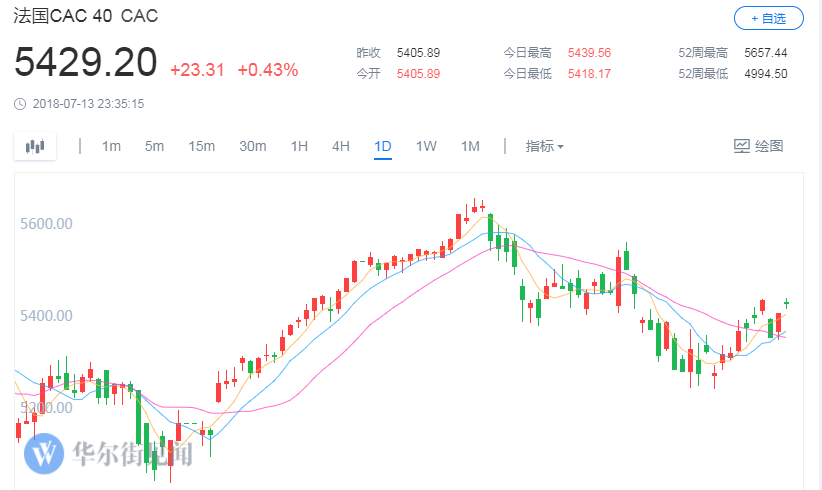 法国CAC 40 CAC
+ 自选
5429.20 +23.31 +0.43%
昨收 5405.89 今日最高 5439.56 52周最高 5657.44
今开 5405.89 今日最低 5418.17 52周最低 4994.50
2018-07-13 23:35:15
1m 5m 15m 30m 1H 4H 1D 1W 1M 指标 绘图
5600.00
5400.00
5200.00
华尔街见闻